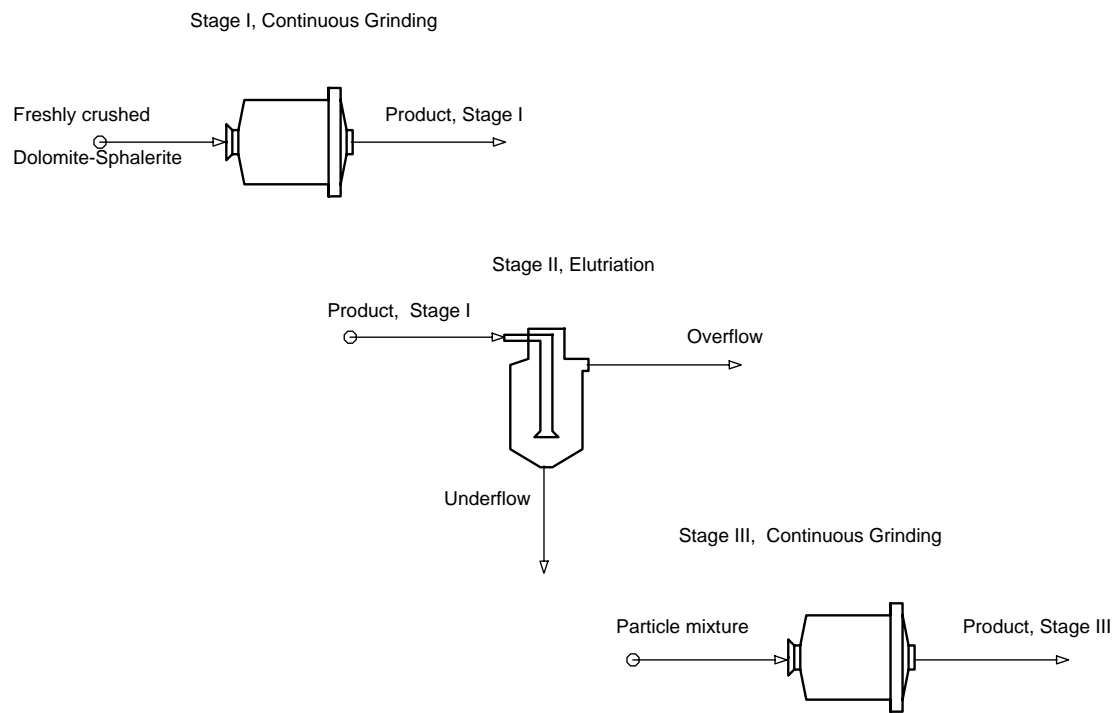 Stage I, Continuous Grinding
Freshly crushed
Dolomite-Sphalerite
Product, Stage I
Stage II, Elutriation
Product, Stage I
Overflow
Underflow
Stage III, Continuous Grinding
Particle mixture
Product, Stage III